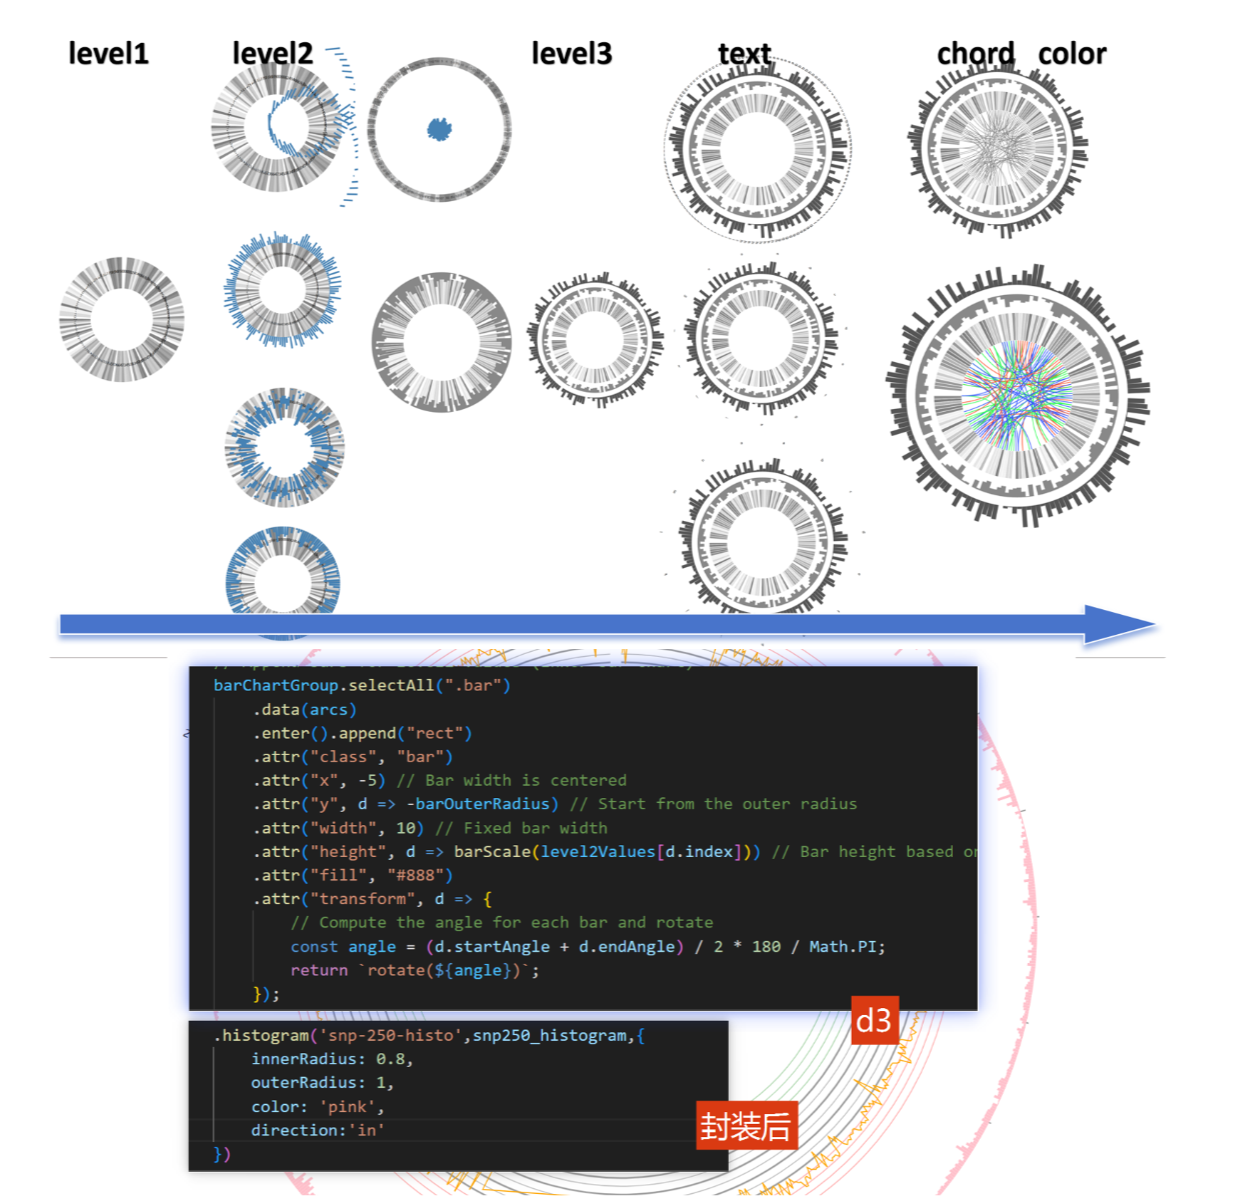 level1
level2
level3
text
chord color
barChartGroup.selectAll(".bar")
.data(arcs)
.enter().append("rect")
.attr("class", "bar")
.attr("x", -5) // Bar width is centered
.attr("y", d => -barOuterRadius) // Start from the outer radius
.attr("width", 10) // Fixed bar width
.attr("height", d => barScale(level2Values[d.index])) // Bar height based
.attr("fill", "#888")
.attr("transform", d => {
// Compute the angle for each bar and rotate
const angle = (d.startAngle + d.endAngle) / 2 * 180 / Math.PI;
return `rotate(${angle})`;
});
d3
.histogram('snp-250-histo',snp250_histogram,{
innerRadius: 0.8,
outerRadius: 1,
color: 'pink',
direction:'in'
})
封装后